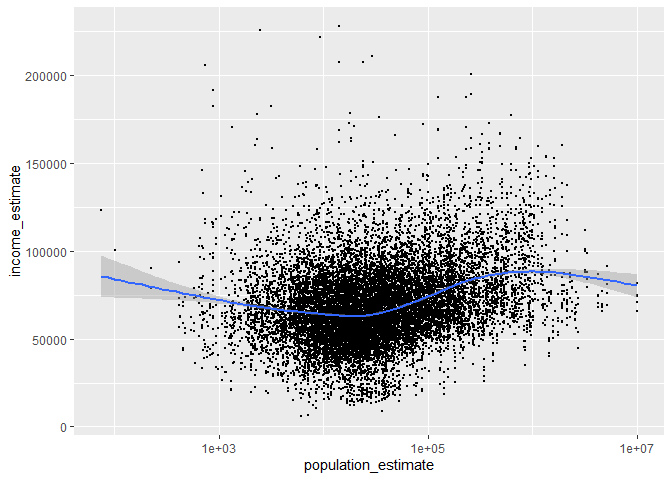 200000
150000
100000
50000
0
income_estimate
1e+03
1e+05
1e+07
population_estimate